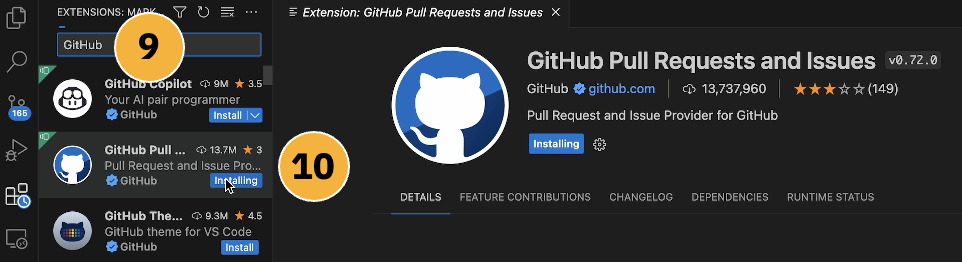 EXTENSIONS: MARK
GitHub
9
GitHub Copilot 9M 3.5
Your AI pair programmer
GitHub Install
GitHub Pull ... 13.7M 3
Pull Request and Issue Pro...
GitHub Installing
GitHub The... 9.3M 4.5
GitHub theme for VS Code
GitHub Install
165
10
Extension: GitHub Pull Requests and Issues
GitHub Pull Requests and Issues v0.72.0
GitHub github.com 13,737,960 (149)
Pull Request and Issue Provider for GitHub
Installing
DETAILS FEATURE CONTRIBUTIONS CHANGELOG DEPENDENCIES RUNTIME STATUS